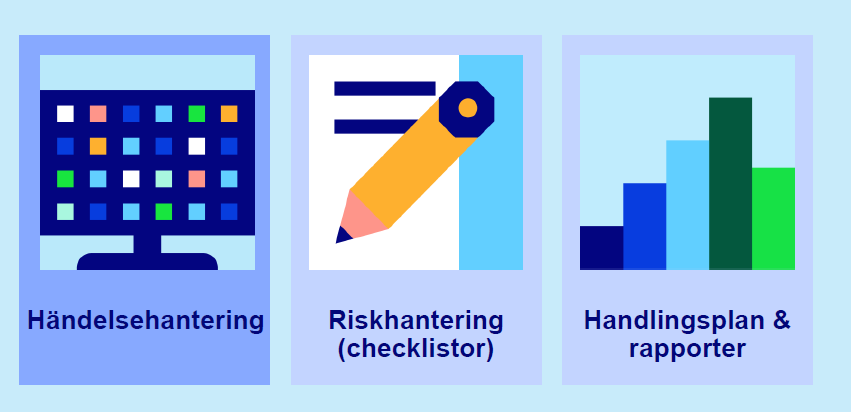 Händelsehantering
Riskhantering
(checklistor)
Handlingsplan &
rapporter